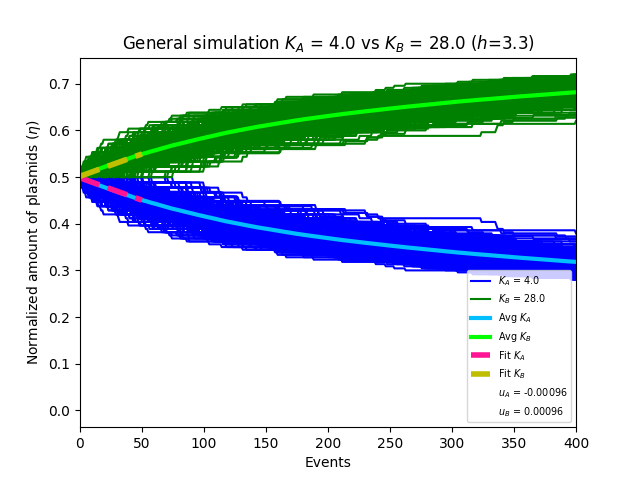 General simulation K_A = 4.0 vs K_B = 28.0 (h=3.3)
Normalized amount of plasmids (η)
0.7
0.6
0.5
0.4
0.3
0.2
0.1
0.0
K_A = 4.0
K_B = 28.0
Avg K_A
Avg K_B
Fit K_A
Fit K_B
u_A = -0.00096
u_B = 0.00096
0 50 100 150 200 250 300 350 400
Events